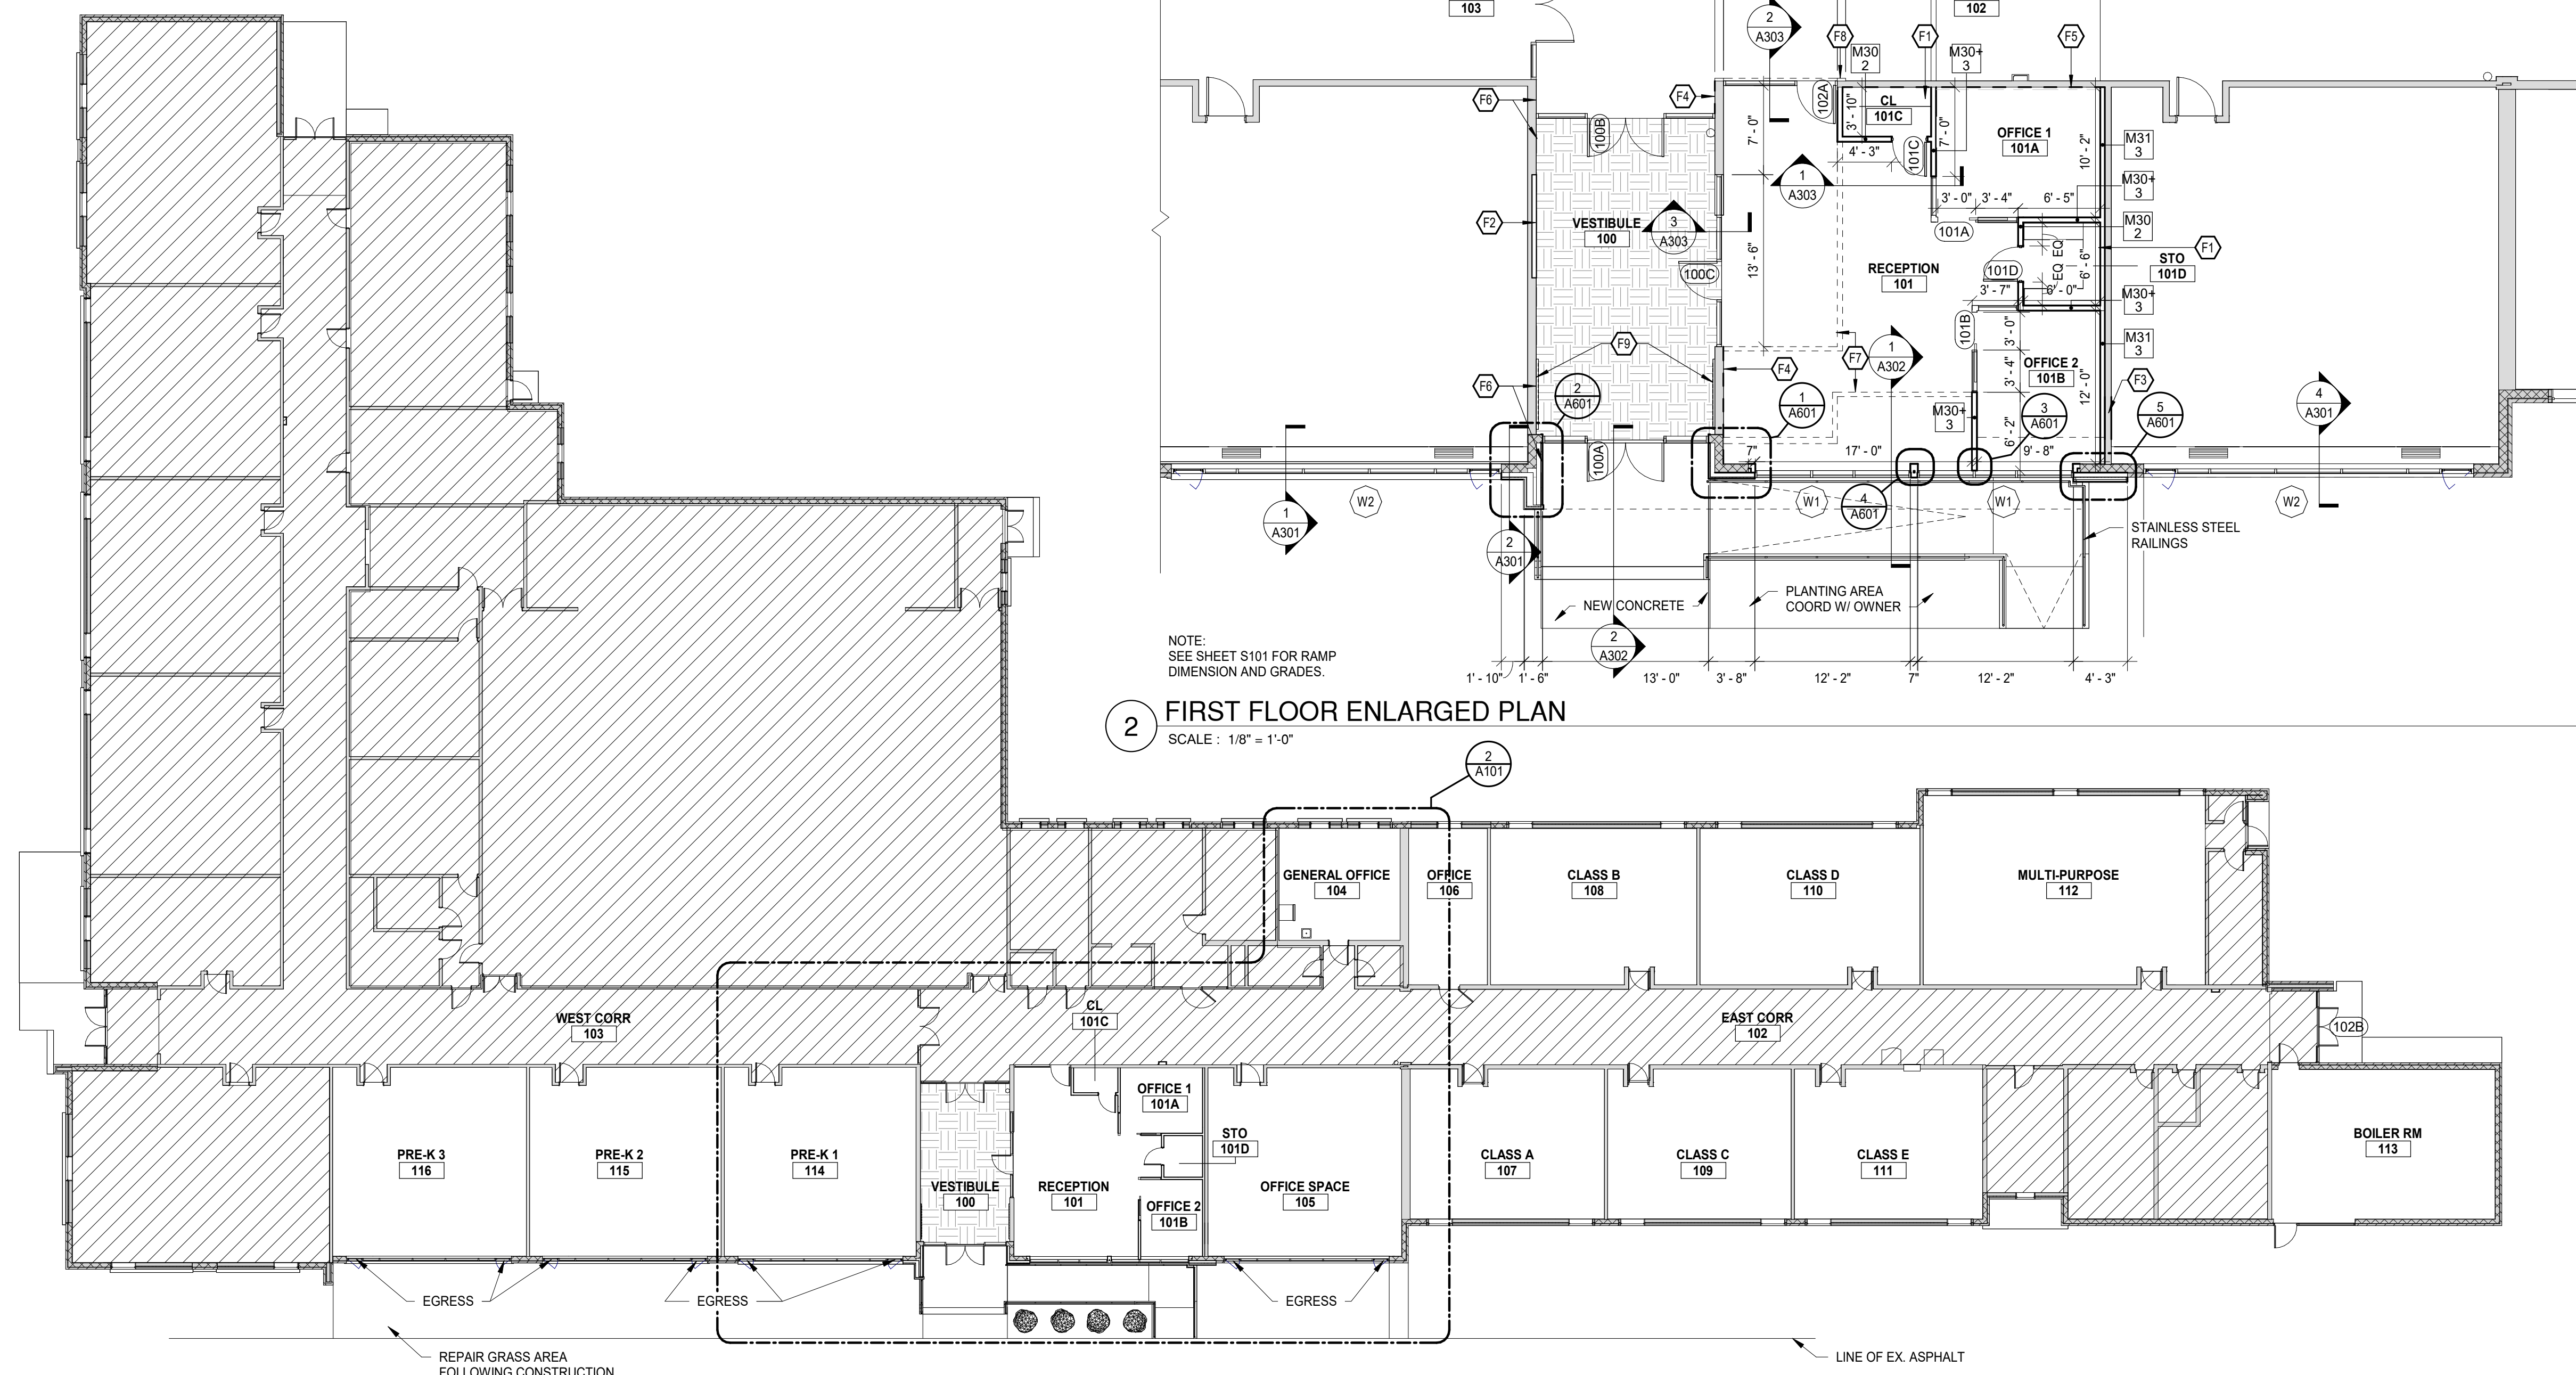 103
102
2
A303
F8
M30
2
F1
M30+
3
F5
F6
F4
102A
3' - 10"
CL
101C
7' - 0"
100B
7' - 0"
OFFICE 1
101A
10' - 2"
M31
3
4' - 3"
101C
1
A303
M30+
3
3' - 0"
3' - 4"
6' - 5"
F2
VESTIBULE
100
3
A303
101A
M30
2
F1
13' - 6"
EQ
EQ
6' - 6"
STO
101D
RECEPTION
101
100C
101D
3' - 7"
6' - 0"
M30+
3
101B
3' - 0"
F9
F7
1
A302
M31
3
OFFICE 2
101B
3' - 4"
F6
2
A601
F4
1
A601
12' - 0"
F3
M30+
3
3
A601
5
A601
4
A301
6' - 2"
100A
7"
17' - 0"
9' - 8"
W2
W1
4
A601
W1
W2
1
A301
2
A301
STAINLESS STEEL
RAILINGS
NEW CONCRETE
PLANTING AREA
COORD W/ OWNER
NOTE:
SEE SHEET S101 FOR RAMP
DIMENSION AND GRADES.
2
A302
1' - 10"
1' - 6"
13' - 0"
3' - 8"
12' - 2"
7"
12' - 2"
4' - 3"
2
FIRST FLOOR ENLARGED PLAN
SCALE : 1/8" = 1'-0"
2
A101
GENERAL OFFICE
104
OFFICE
106
CLASS B
108
CLASS D
110
MULTI-PURPOSE
112
WEST CORR
103
CL
101C
EAST CORR
102
102B
OFFICE 1
101A
PRE-K 3
116
PRE-K 2
115
PRE-K 1
114
STO
101D
CLASS A
107
CLASS C
109
CLASS E
111
BOILER RM
113
VESTIBULE
100
RECEPTION
101
OFFICE 2
101B
OFFICE SPACE
105
EGRESS
EGRESS
EGRESS
REPAIR GRASS AREA
FOLLOWING CONSTRUCTION
LINE OF EX. ASPHALT